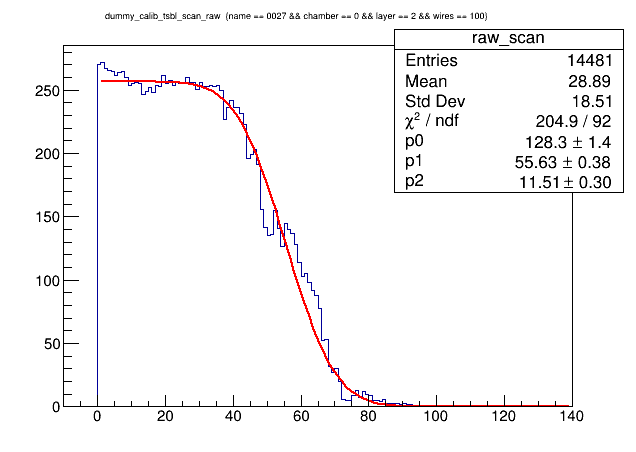 dummy_calib_tsbl_scan_raw (name == 0027 && chamber == 0 && layer == 2 && wires == 100)
raw_scan
Entries 14481
Mean 28.89
Std Dev 18.51
χ² / ndf 204.9 / 92
p0 128.3 ± 1.4
p1 55.63 ± 0.38
p2 11.51 ± 0.30
250
200
150
100
50
0
0 20 40 60 80 100 120 140